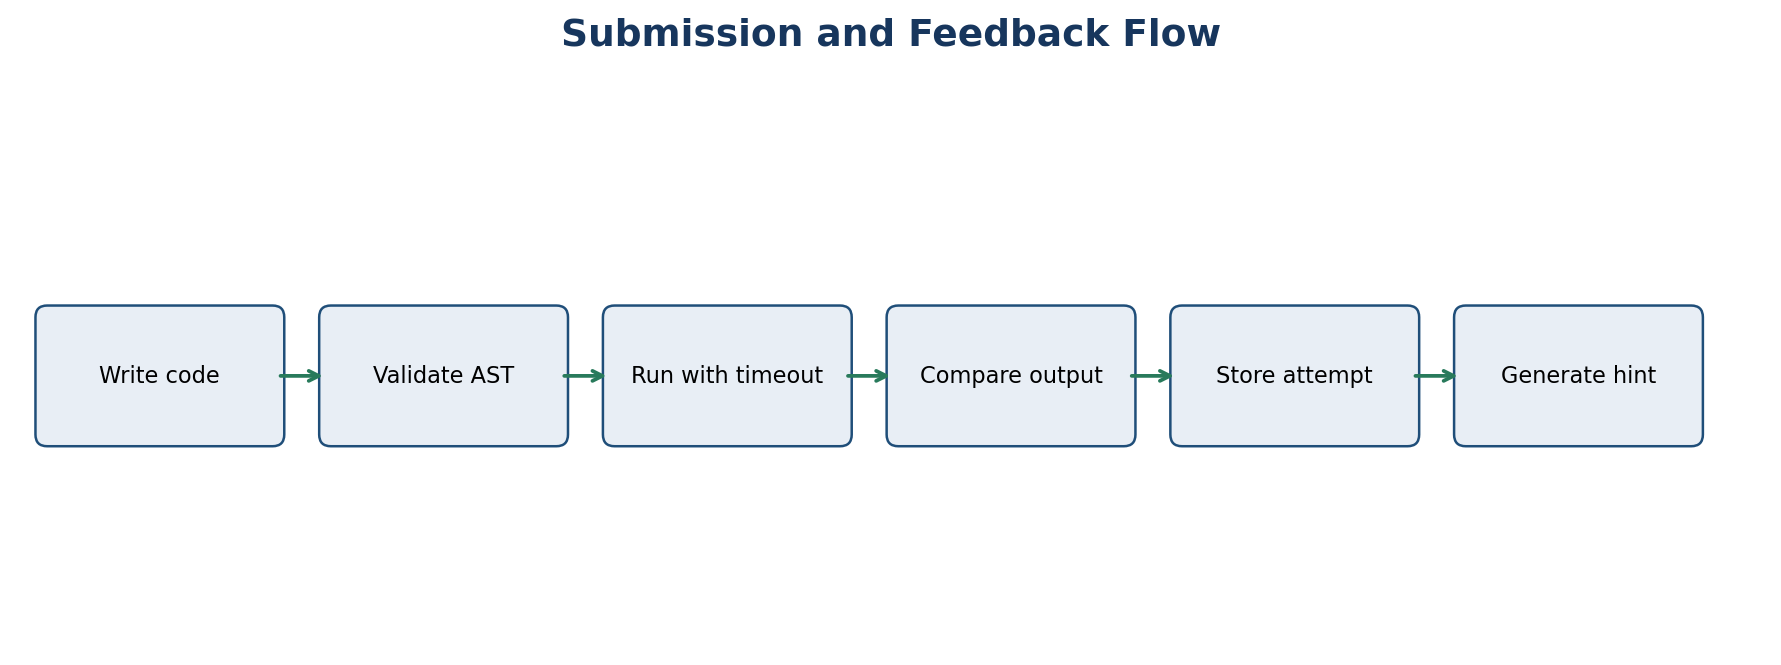 Submission and Feedback Flow
Write code
Validate AST
Run with timeout
Compare output
Store attempt
Generate hint